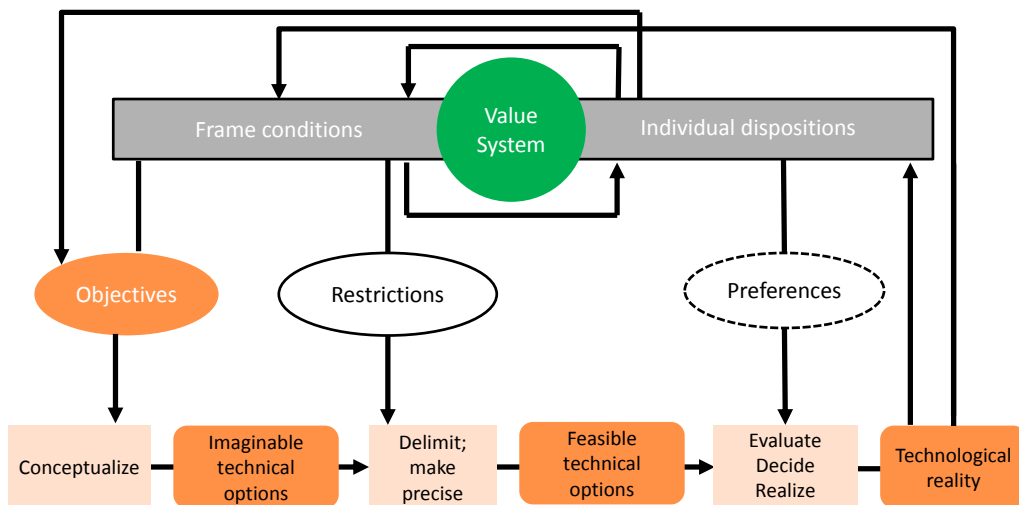 Frame conditions
Value
System
Individual dispositions
Objectives
Restrictions
Preferences
Conceptualize
Imaginable
technical
options
Delimit;
make
precise
Feasible
technical
options
Evaluate
Decide
Realize
Technological
reality